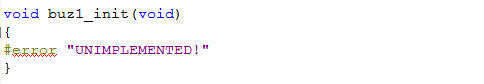 void buz1_init(void)
{
#error "UNIMPLEMENTED!"
}